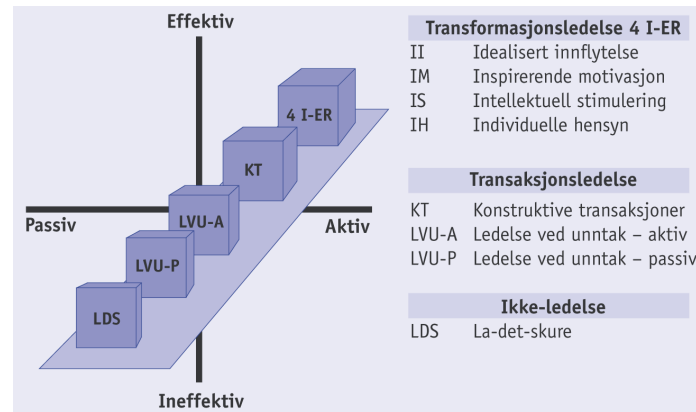 Effektiv
4 I-ER
KT
LVU-A
Passiv
Aktiv
LVU-P
LDS
Ineffektiv
Transformasjonsledelse 4 I-ER
II Idealisert innflytelse
IM Inspirerende motivasjon
IS Intellektuell stimulering
IH Individuelle hensyn
Transaksjonsledelse
KT Konstruktive transaksjoner
LVU-A Ledelse ved unntak – aktiv
LVU-P Ledelse ved unntak – passiv
Ikke-ledelse
LDS La-det-skure